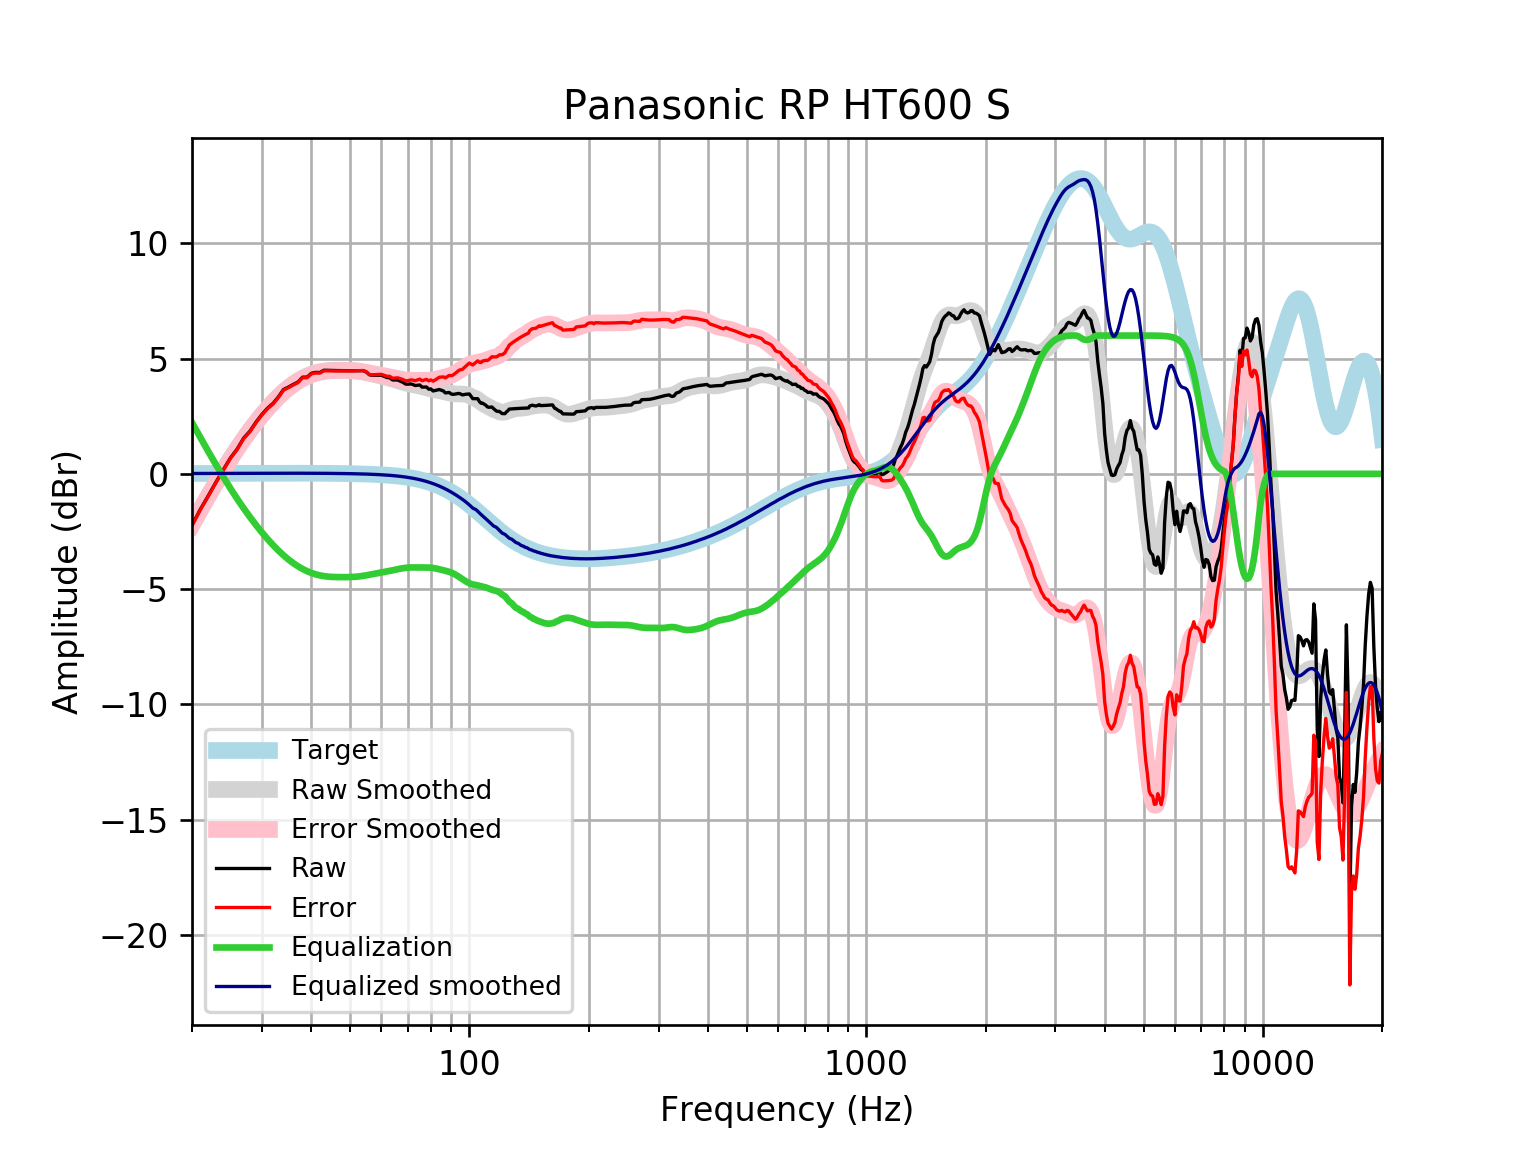 Panasonic RP HT600 S
Amplitude (dBr)
10
5
0
−5
−10
−15
−20
Target
Raw Smoothed
Error Smoothed
Raw
Error
Equalization
Equalized smoothed
100
1000
10000
Frequency (Hz)